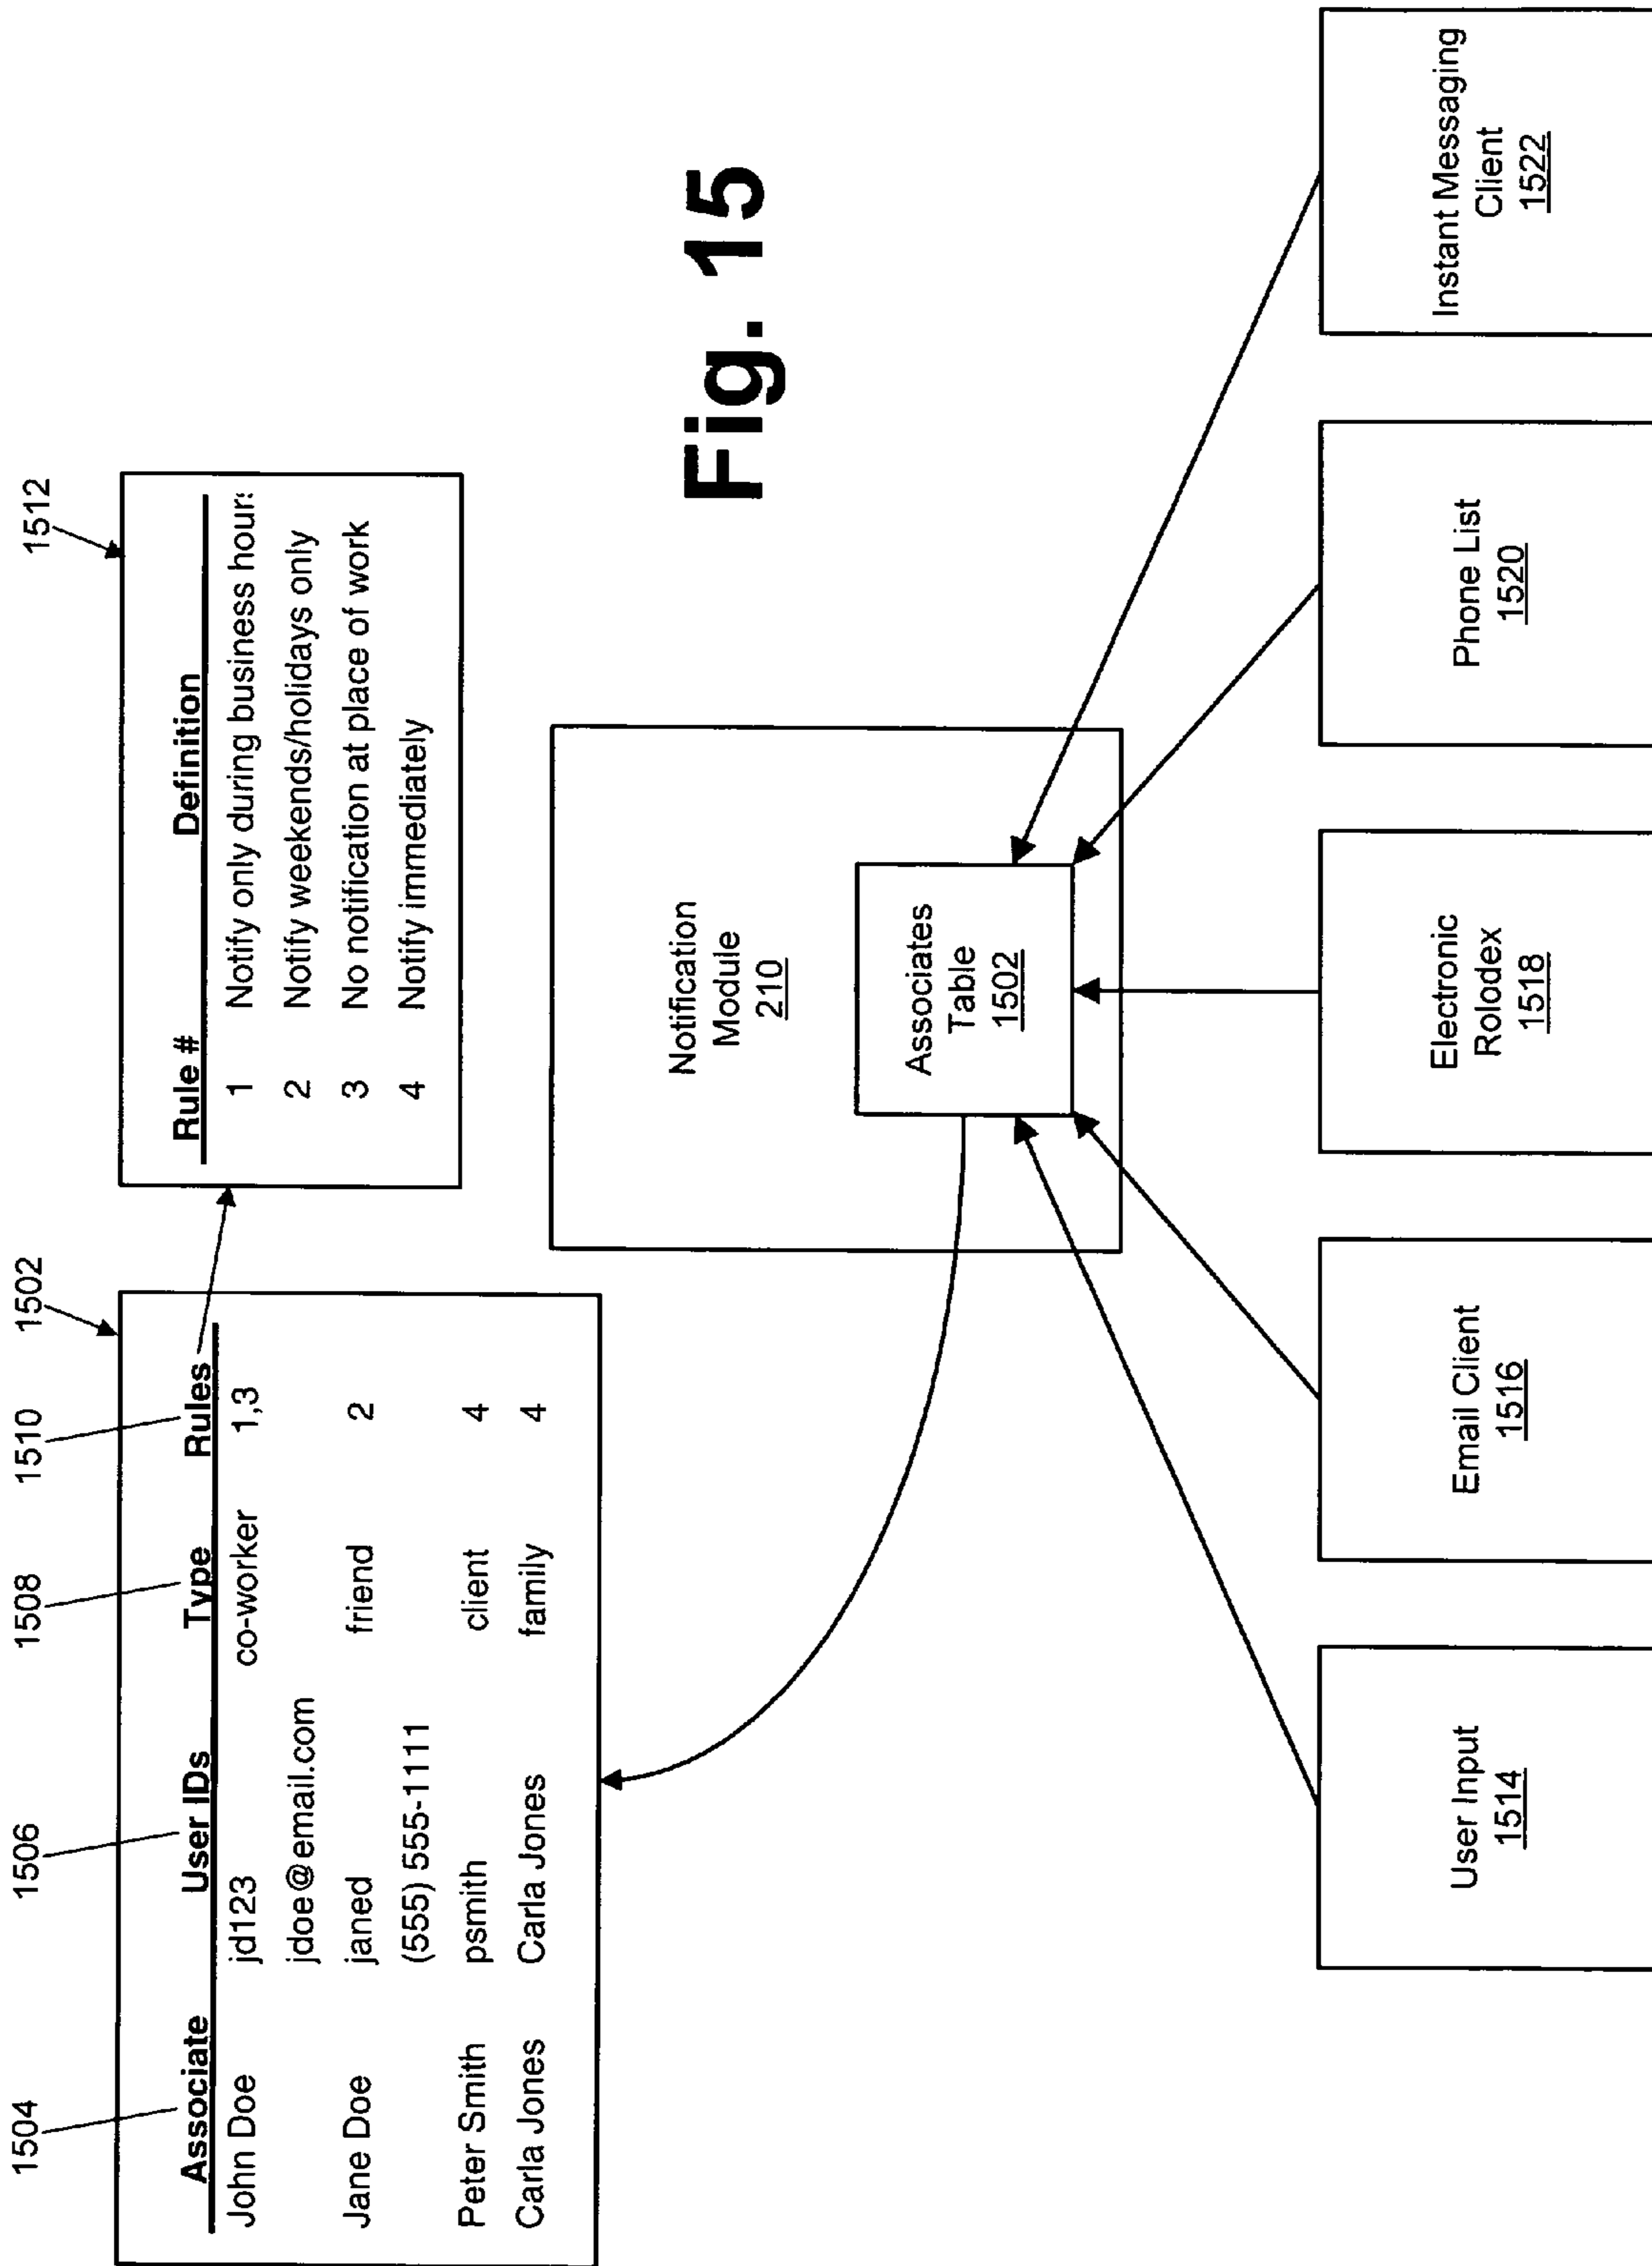 1504
1506
1508
1510
1502
1512
Associate User IDs Type Rules
John Doe jd123 co-worker 1,3
jdoe@email.com
Jane Doe janed friend 2
(555) 555-1111
Peter Smith psmith client 4
Carla Jones Carla Jones family 4
Rule # Definition
1 Notify only during business hours
2 Notify weekends/holidays only
3 No notification at place of work
4 Notify immediately
Notification
Module
210
Associates
Table
1502
Fig. 15
User Input
1514
Email Client
1516
Electronic
Rolodex
1518
Phone List
1520
Instant Messaging
Client
1522